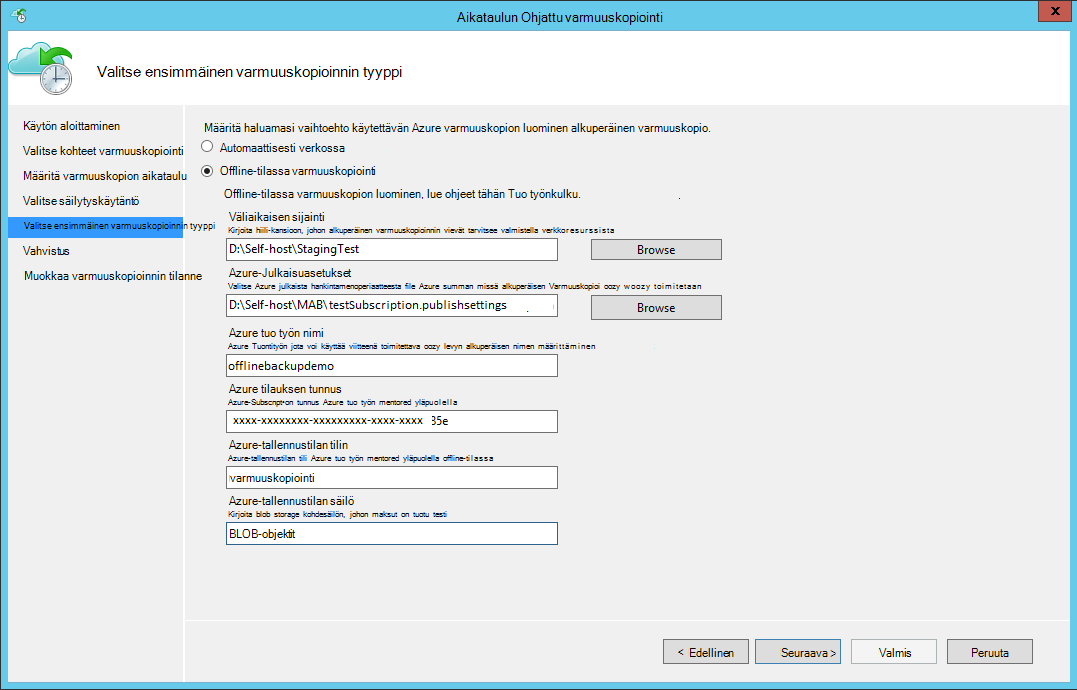 Aikataulun Ohjattu varmuuskopiointi
x
Valitse ensimmäinen varmuuskopioinnin tyyppi
Käytön aloittaminen
Valitse kohteet varmuuskopiointi
Määritä varmuuskopion aikataulu
Valitse säilytyskäytäntö
Valitse ensimmäinen varmuuskopioinnin tyyppi
Vahvistus
Muokkaa varmuuskopioinnin tilanne
Määritä haluamasi vaihtoehto käytettävän Azure varmuuskopion luominen alkuperäinen varmuuskopio.
Automaattisesti verkossa
Offline-tilassa varmuuskopiointi
Offline-tilassa varmuuskopion luominen, lue ohjeet tähän Tuo työnkulku.
Väliaikaisen sijainti
Kirjoita hiili-kansioon, johon alkuperäinen varmuuskopioinnin vievät tarvitsee valmistella verkkoresurssista
D:\Self-host\StagingTest
Browse
Azure-Julkaisuasetukset
Valitse Azure julkaista hankintamenoperiaatteesta file Azure summan missä alkuperäisen Varmuuskopioi oozy woozy toimitetaan
D:\Self-host\MAB\testSubscription.publishsettings
Browse
Azure tuo työn nimi
Azure Tuontityön jota voi käyttää viitteenä toimitettava oozy levyn alkuperäisen nimen määrittäminen
offlinebackupdemo
Azure tilauksen tunnus
Azure-Subscnpt›on tunnus Azure tuo työn mentored yläpuolella
xxxx-xxxxxxxx-xxxxxxxxx-xxxx-xxxx 35e
Azure-tallennustilan tilin
Azure-tallennustilan tili Azure tuo työn mentored yläpuolella offline-tilassa
varmuuskopiointi
Azure-tallennustilan säilö
Kirjoita blob storage kohdesäilön, johon maksut on tuotu testi
BLOB-objektit
< Edellinen
Seuraava >
Valmis
Peruuta